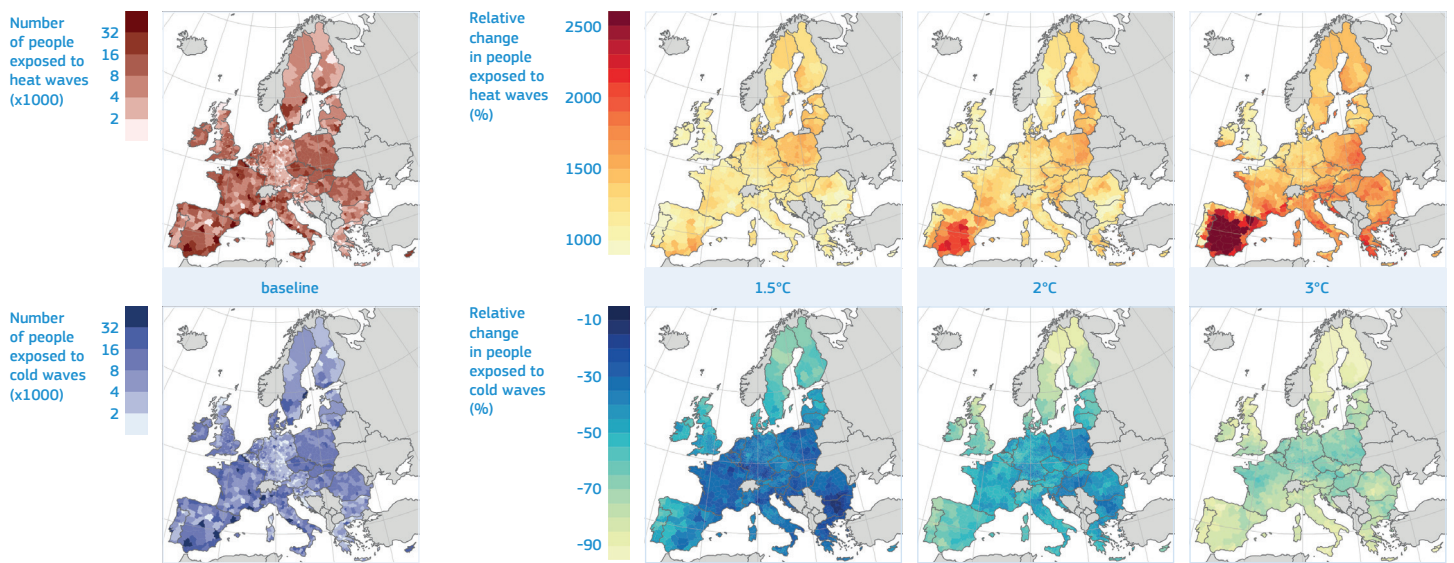 Number
of people
exposed to
heat waves
(x1000)
32
16
8
4
2
Relative
change
in people
exposed to
heat waves
(%)
2500
2000
1500
1000
baseline
1.5°C
2°C
3°C
Number
of people
exposed to
cold waves
(x1000)
32
16
8
4
2
Relative
change
in people
exposed to
cold waves
(%)
-10
-30
-50
-70
-90